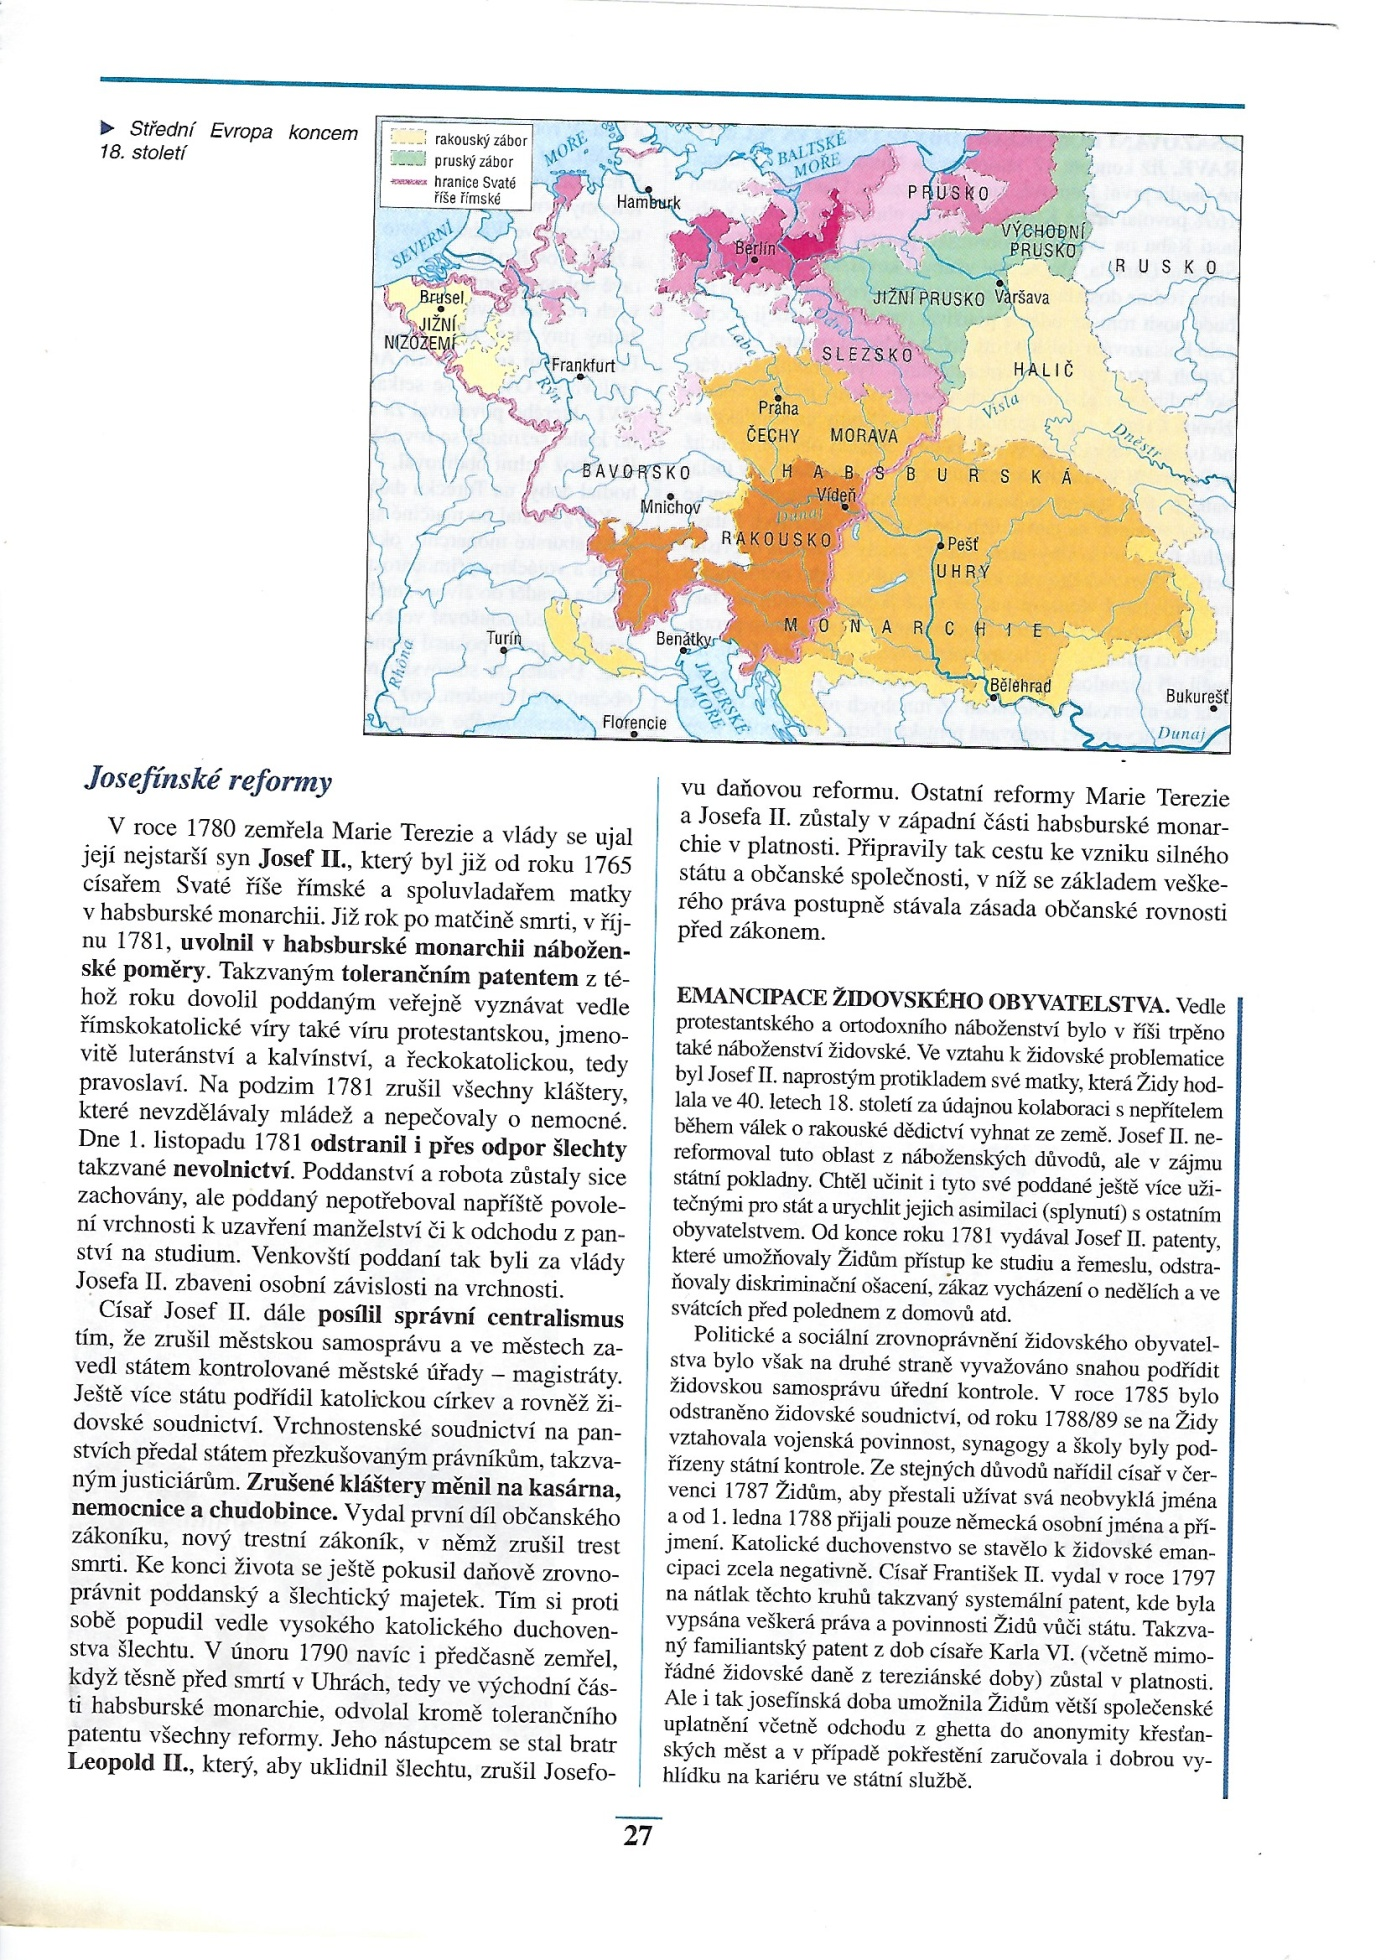 ► Střední Evropa koncem
18. století
rakouský zábor
pruský zábor
hranice Svaté
říše římské
MOŘE
BALTSKÉ
MOŘE
SEVERNÍ
Hamburk
PRUSKO
Berlín
VÝCHODNÍ
PRUSKO
RUSKO
Brusel
JIŽNÍ
NIZOZEMÍ
JIŽNÍ PRUSKO
Varšava
Labe
Odra
SLEZSKO
Frankfurt
Rýn
HALIČ
Visla
Praha
ČECHY
MORAVA
Dněstr
BAVORSKO
HABSBURSKÁ
Mnichov
Vídeň
Dunaj
RAKOUSKO
Pešť
UHRY
MONARCHIE
Turín
Benátky
Rhôna
JADERSKÉ
MOŘE
Bělehrad
Bukurešť
Florencie
Dunaj
Josefínské reformy
V roce 1780 zemřela Marie Terezie a vlády se ujal
její nejstarší syn Josef II., který byl již od roku 1765
císařem Svaté říše římské a spoluvladařem matky
v habsburské monarchii. Již rok po matčině smrti, v říj-
nu 1781, uvolnil v habsburské monarchii nábožen-
ské poměry. Takzvaným tolerančním patentem z té-
hož roku dovolil poddaným veřejně vyznávat vedle
římskokatolické víry také víru protestantskou, jmeno-
vitě luteránství a kalvínství, a řeckokatolickou, tedy
pravoslaví. Na podzim 1781 zrušil všechny kláštery,
které nevzdělávaly mládež a nepečovaly o nemocné.
Dne 1. listopadu 1781 odstranil i přes odpor šlechty
takzvané nevolnictví. Poddanství a robota zůstaly sice
zachovány, ale poddaný nepotřeboval napříště povole-
ní vrchnosti k uzavření manželství či k odchodu z pan-
ství na studium. Venkovští poddaní tak byli za vlády
Josefa II. zbaveni osobní závislosti na vrchnosti.
Císař Josef II. dále posílil správní centralismus
tím, že zrušil městskou samosprávu a ve městech za-
vedl státem kontrolované městské úřady – magistráty.
Ještě více státu podřídil katolickou církev a rovněž ži-
dovské soudnictví. Vrchnostenské soudnictví na pan-
stvích předal státem přezkušovaným právníkům, takzva-
ným justiciárům. Zrušené kláštery měnil na kasárna,
nemocnice a chudobince. Vydal první díl občanského
zákoníku, nový trestní zákoník, v němž zrušil trest
smrti. Ke konci života se ještě pokusil daňově zrovno-
právnit poddanský a šlechtický majetek. Tím si proti
sobě popudil vedle vysokého katolického duchoven-
stva šlechtu. V únoru 1790 navíc i předčasně zemřel,
když těsně před smrtí v Uhrách, tedy ve východní čás-
ti habsburské monarchie, odvolal kromě tolerančního
patentu všechny reformy. Jeho nástupcem se stal bratr
Leopold II., který, aby uklidnil šlechtu, zrušil Josefo-
vu daňovou reformu. Ostatní reformy Marie Terezie
a Josefa II. zůstaly v západní části habsburské monar-
chie v platnosti. Připravily tak cestu ke vzniku silného
státu a občanské společnosti, v níž se základem veške-
rého práva postupně stávala zásada občanské rovnosti
před zákonem.
EMANCIPACE ŽIDOVSKÉHO OBYVATELSTVA. Vedle
protestantského a ortodoxního náboženství bylo v říši trpěno
také náboženství židovské. Ve vztahu k židovské problematice
byl Josef II. naprostým protikladem své matky, která Židy hod-
lala ve 40. letech 18. století za údajnou kolaboraci s nepřítelem
během válek o rakouské dědictví vyhnat ze země. Josef II. ne-
reformoval tuto oblast z náboženských důvodů, ale v zájmu
státní pokladny. Chtěl učinit i tyto své poddané ještě více uži-
tečnými pro stát a urychlit jejich asimilaci (splynutí) s ostatním
obyvatelstvem. Od konce roku 1781 vydával Josef II. patenty,
které umožňovaly Židům přístup ke studiu a řemeslu, odstra-
ňovaly diskriminační ošacení, zákaz vycházení o nedělích a ve
svátcích před polednem z domovů atd.
Politické a sociální zrovnoprávnění židovského obyvatel-
stva bylo však na druhé straně vyvažováno snahou podřídit
židovskou samosprávu úřední kontrole. V roce 1785 bylo
odstraněno židovské soudnictví, od roku 1788/89 se na Židy
vztahovala vojenská povinnost, synagogy a školy byly pod-
řízeny státní kontrole. Ze stejných důvodů nařídil císař v čer-
venci 1787 Židům, aby přestali užívat svá neobvyklá jména
a od 1. ledna 1788 přijali pouze německá osobní jména a pří-
jmení. Katolické duchovenstvo se stavělo k židovské eman-
cipaci zcela negativně. Císař František II. vydal v roce 1797
na nátlak těchto kruhů takzvaný systemální patent, kde byla
vypsána veškerá práva a povinnosti Židů vůči státu. Takzva-
ný familiantský patent z dob císaře Karla VI. (včetně mimo-
řádné židovské daně z tereziánské doby) zůstal v platnosti.
Ale i tak josefínská doba umožnila Židům větší společenské
uplatnění včetně odchodu z ghetta do anonymity křesťan-
ských měst a v případě pokřestění zaručovala i dobrou vy-
hlídku na kariéru ve státní službě.
27